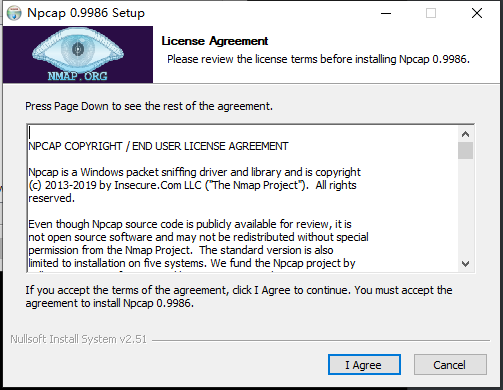 Npcap 0.9986 Setup
NMAP.ORG
License Agreement
Please review the license terms before installing Npcap 0.9986.
Press Page Down to see the rest of the agreement.
NPCAP COPYRIGHT / END USER LICENSE AGREEMENT
Npcap is a Windows packet sniffing driver and library and is copyright
(c) 2013-2019 by Insecure.Com LLC ("The Nmap Project").  All rights
reserved.
Even though Npcap source code is publicly available for review, it is
not open source software and may not be redistributed without special
permission from the Nmap Project.  The standard version is also
limited to installation on five systems. We fund the Npcap project by
If you accept the terms of the agreement, click I Agree to continue. You must accept the
agreement to install Npcap 0.9986.
Nullsoft Install System v2.51
I Agree
Cancel